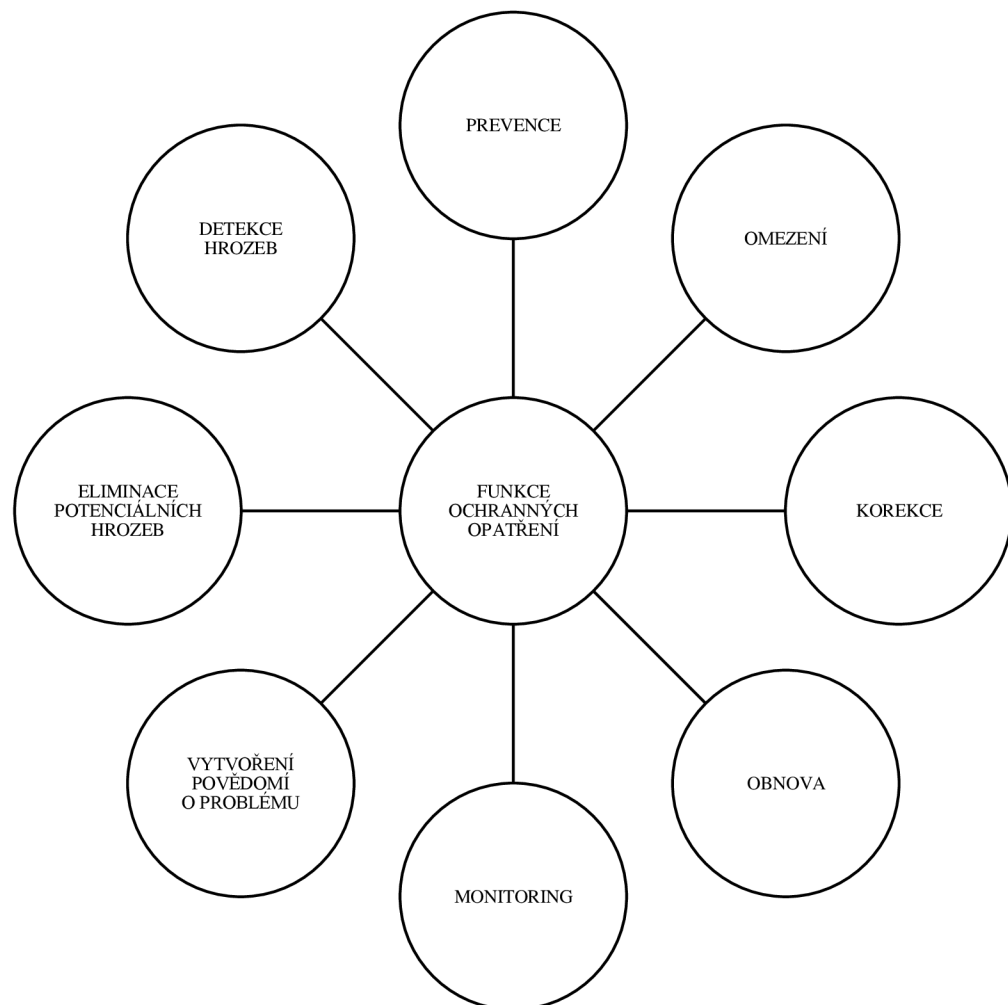 PREVENCE
DETEKCE
HROZEB
OMEZENÍ
ELIMINACE
POTENCIÁLNÍCH
HROZEB
FUNKCE
OCHRANNÝCH
OPATŘENÍ
KOREKCE
VYTVOŘENÍ
POVĚDOMÍ
O PROBLÉMU
OBNOVA
MONITORING